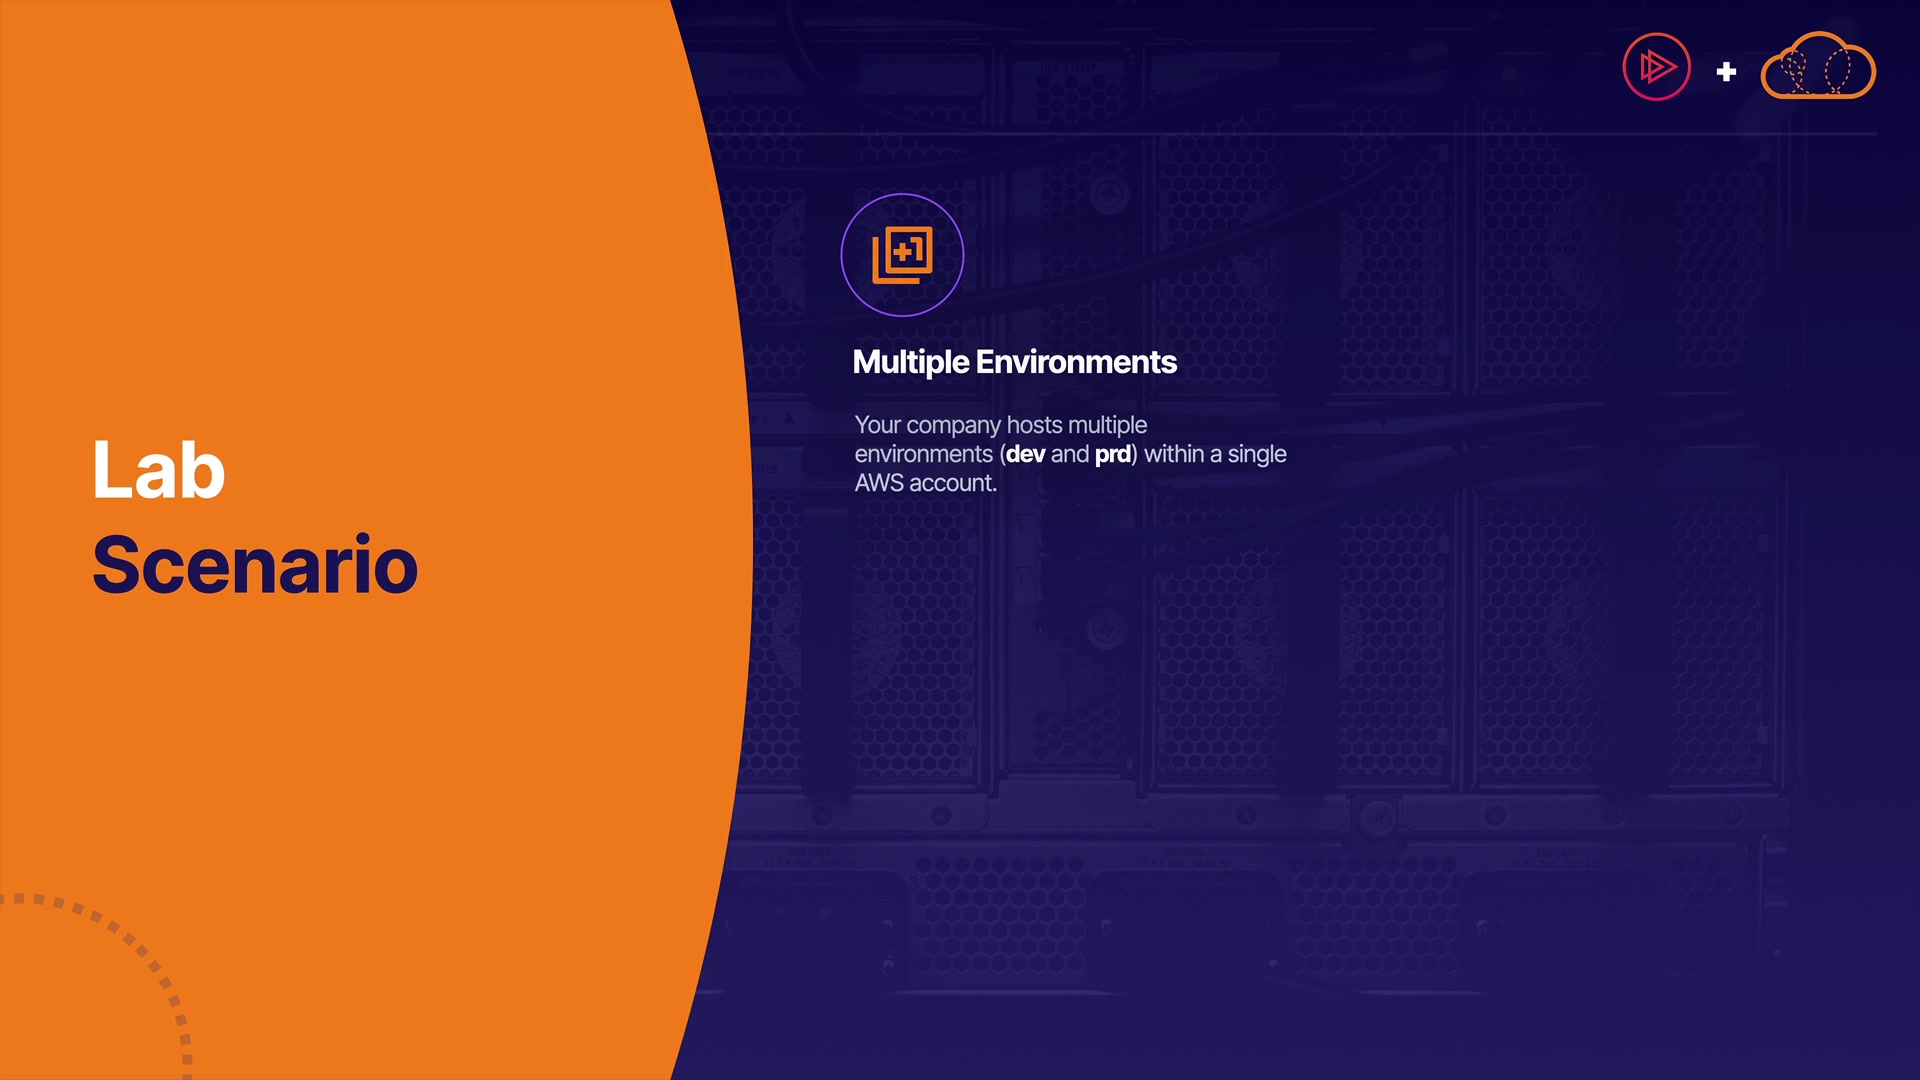 Lab
Scenario
Multiple Environments
Your company hosts multiple
environments (dev and prd) within a single
AWS account.